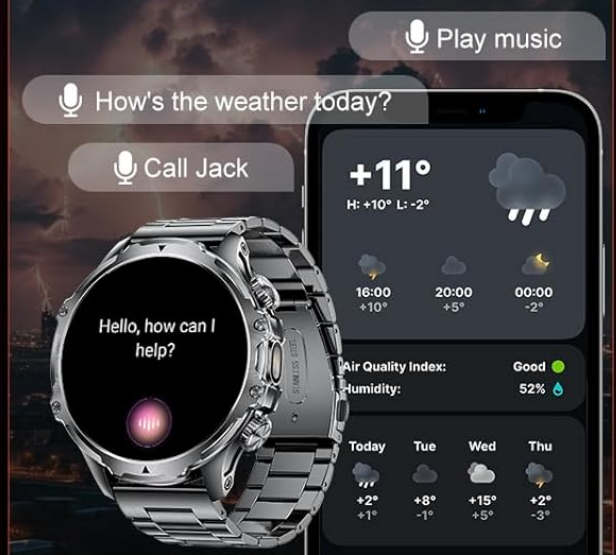 Play music
How's the weather today?
Call Jack
+11°
H: +10° L: -2°
16:00 20:00 00:00
+10° +5° -2°
Hello, how can I
help?
STAINLESS STEEL
Air Quality Index: Good
Humidity: 52%
Today Tue Wed Thu
+2° +8° +15° +2°
+1° -1° +5° -3°